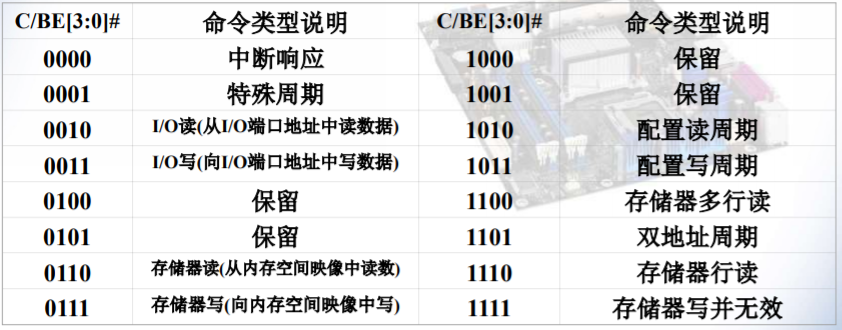 C/BE[3:0]# 命令类型说明 C/BE[3:0]# 命令类型说明
0000 中断响应 1000 保留
0001 特殊周期 1001 保留
0010 I/O读(从I/O端口地址中读数据) 1010 配置读周期
0011 I/O写(向I/O端口地址中写数据) 1011 配置写周期
0100 保留 1100 存储器多行读
0101 保留 1101 双地址周期
0110 存储器读(从内存空间映像中读数) 1110 存储器行读
0111 存储器写(向内存空间映像中写) 1111 存储器写并无效